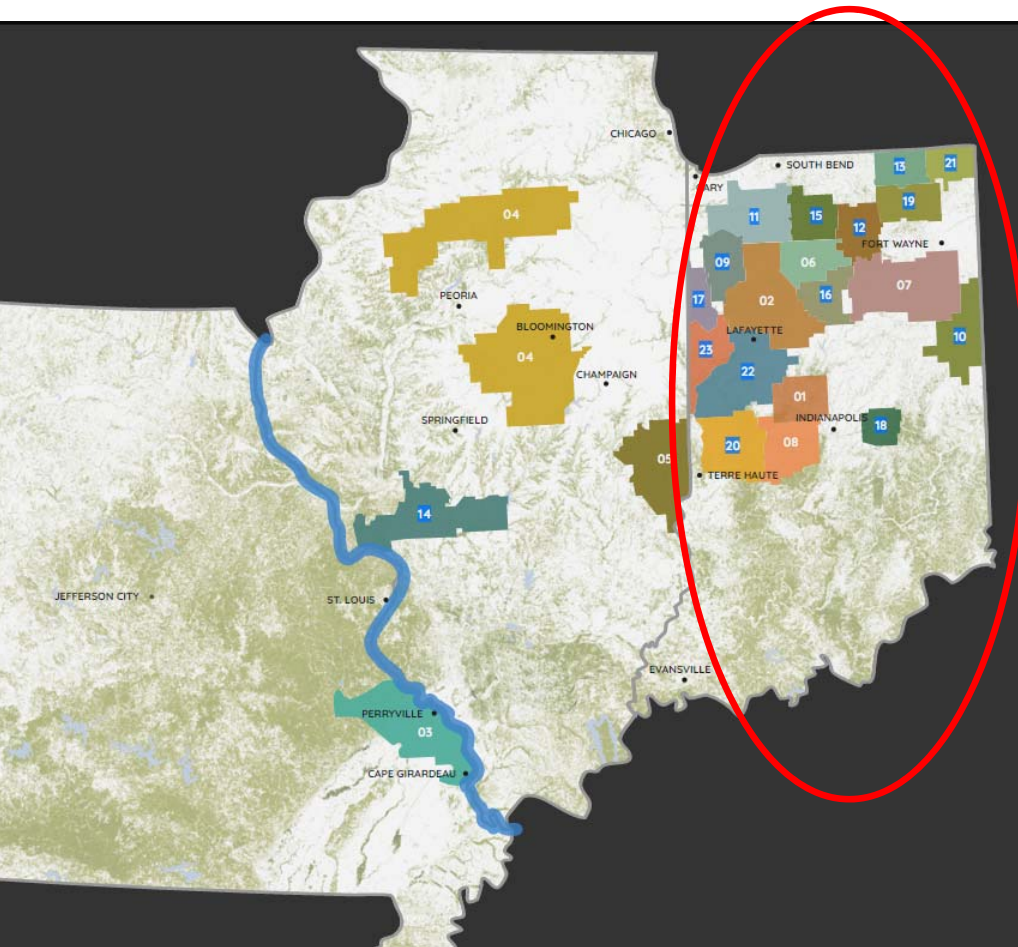 CHICAGO
SOUTH BEND
13
21
GARY
04
11
15
19
12
FORT WAYNE
09
06
07
PEORIA
17
02
16
BLOOMINGTON
LAFAYETTE
10
04
23
22
CHAMPAIGN
01
SPRINGFIELD
INDIANAPOLIS
18
20
08
05
TERRE HAUTE
14
JEFFERSON CITY
ST. LOUIS
EVANSVILLE
PERRYVILLE
03
CAPE GIRARDEAU